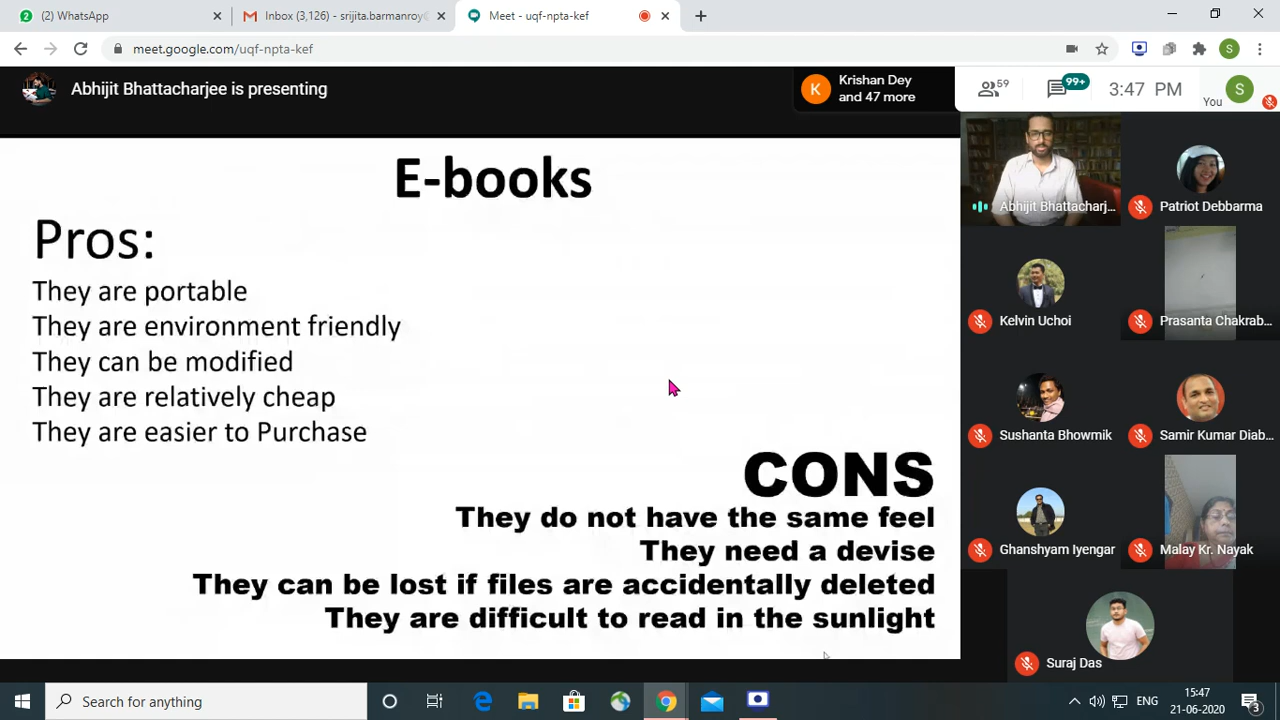 (2) WhatsApp
Inbox (3,126) - srijita.barmanroy
Meet - uqf-npta-kef
meet.google.com/uqf-npta-kef
S
Abhijit Bhattacharjee is presenting
K
Krishan Dey
and 47 more
59
99+
3:47 PM
You
S
E-books
Pros:
They are portable
They are environment friendly
They can be modified
They are relatively cheap
They are easier to Purchase
CONS
They do not have the same feel
They need a devise
They can be lost if files are accidentally deleted
They are difficult to read in the sunlight
Abhijit Bhattacharj...
Patriot Debbarma
Kelvin Uchoi
Prasanta Chakrab...
Sushanta Bhowmik
Samir Kumar Diab...
Ghanshyam Iyengar
Malay Kr. Nayak
Suraj Das
Search for anything
ENG
15:47
21-06-2020
3